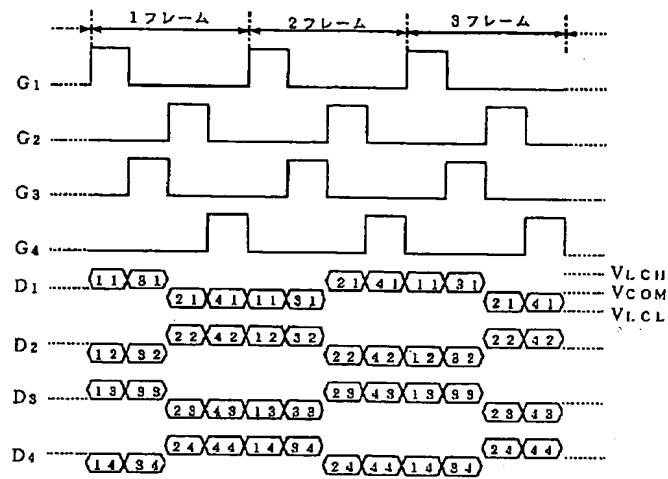 1フレーム 2フレーム 3フレーム
G1
G2
G3
G4
D1 11 31 21 41 11 31 21 41 11 31 21 41
VLCH
VCOM
VLCL
D2 12 32 22 42 12 32 22 42 12 32 22 42
D3 13 33 23 43 13 33 23 43 13 33 23 43
D4 14 34 24 44 14 34 24 44 14 34 24 44